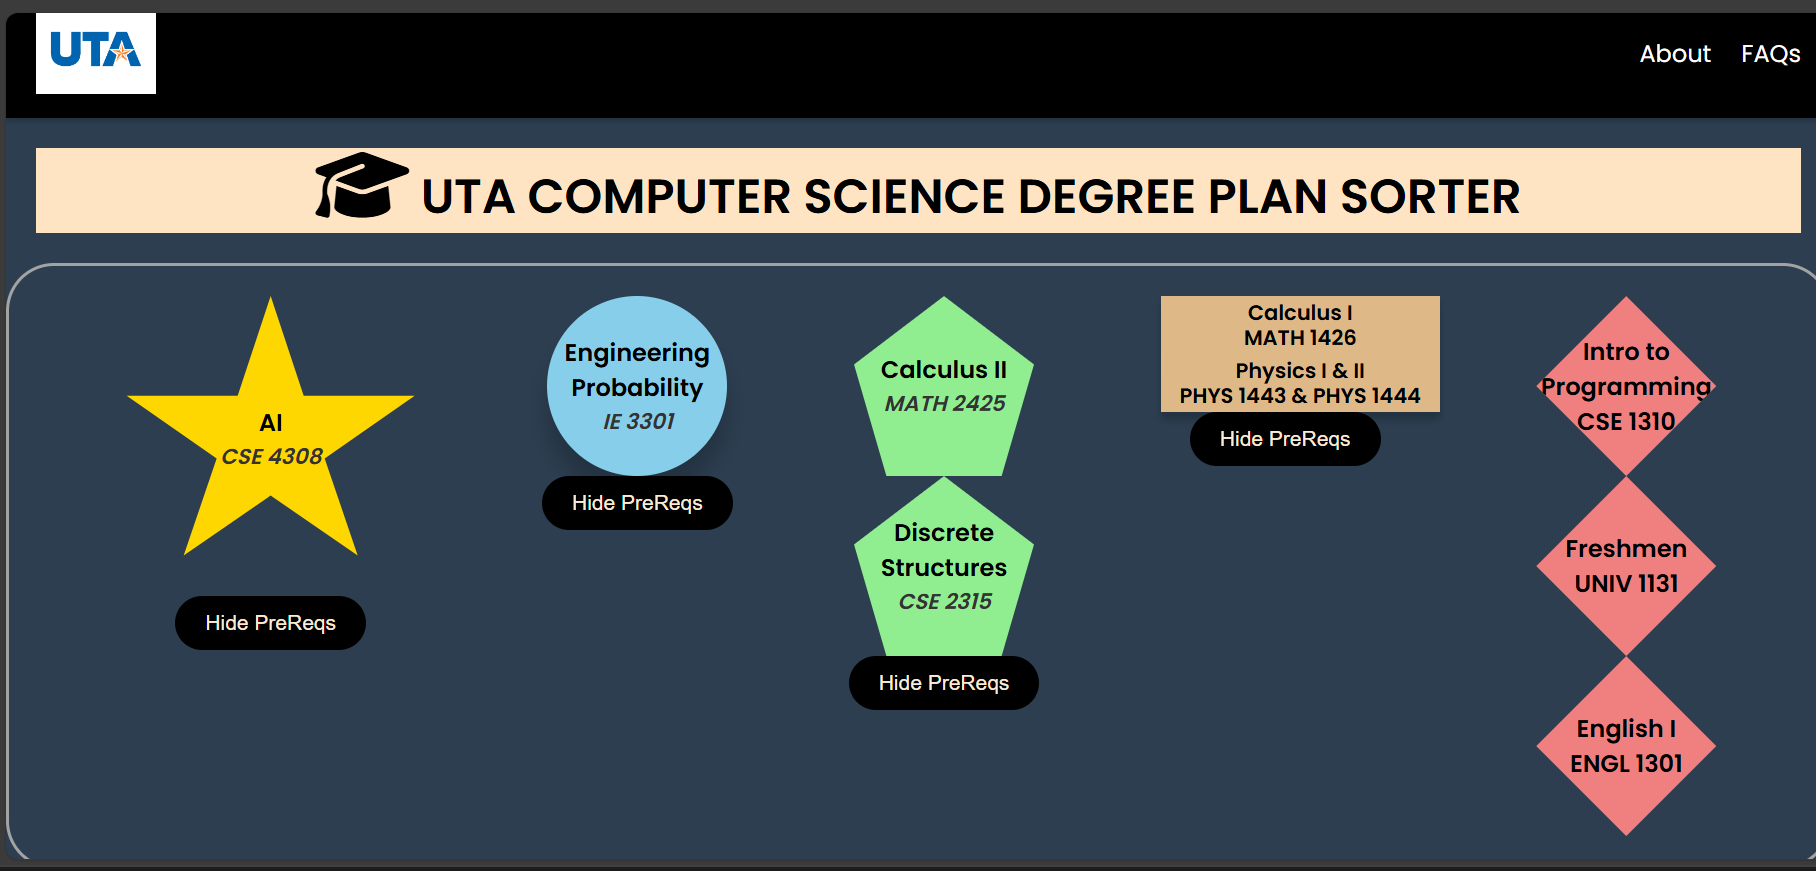 UTA
About
FAQs
UTA COMPUTER SCIENCE DEGREE PLAN SORTER
AI
CSE 4308
Hide PreReqs
Engineering
Probability
IE 3301
Hide PreReqs
Calculus II
MATH 2425
Discrete
Structures
CSE 2315
Hide PreReqs
Calculus I
MATH 1426
Physics I & II
PHYS 1443 & PHYS 1444
Hide PreReqs
Intro to
Programming
CSE 1310
Freshmen
UNIV 1131
English I
ENGL 1301